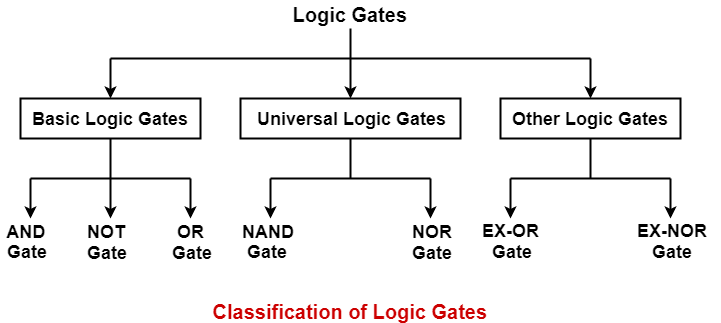 Logic Gates
Basic Logic Gates
Universal Logic Gates
Other Logic Gates
AND
Gate
NOT
Gate
OR
Gate
NAND
Gate
NOR
Gate
EX-OR
Gate
EX-NOR
Gate
Classification of Logic Gates